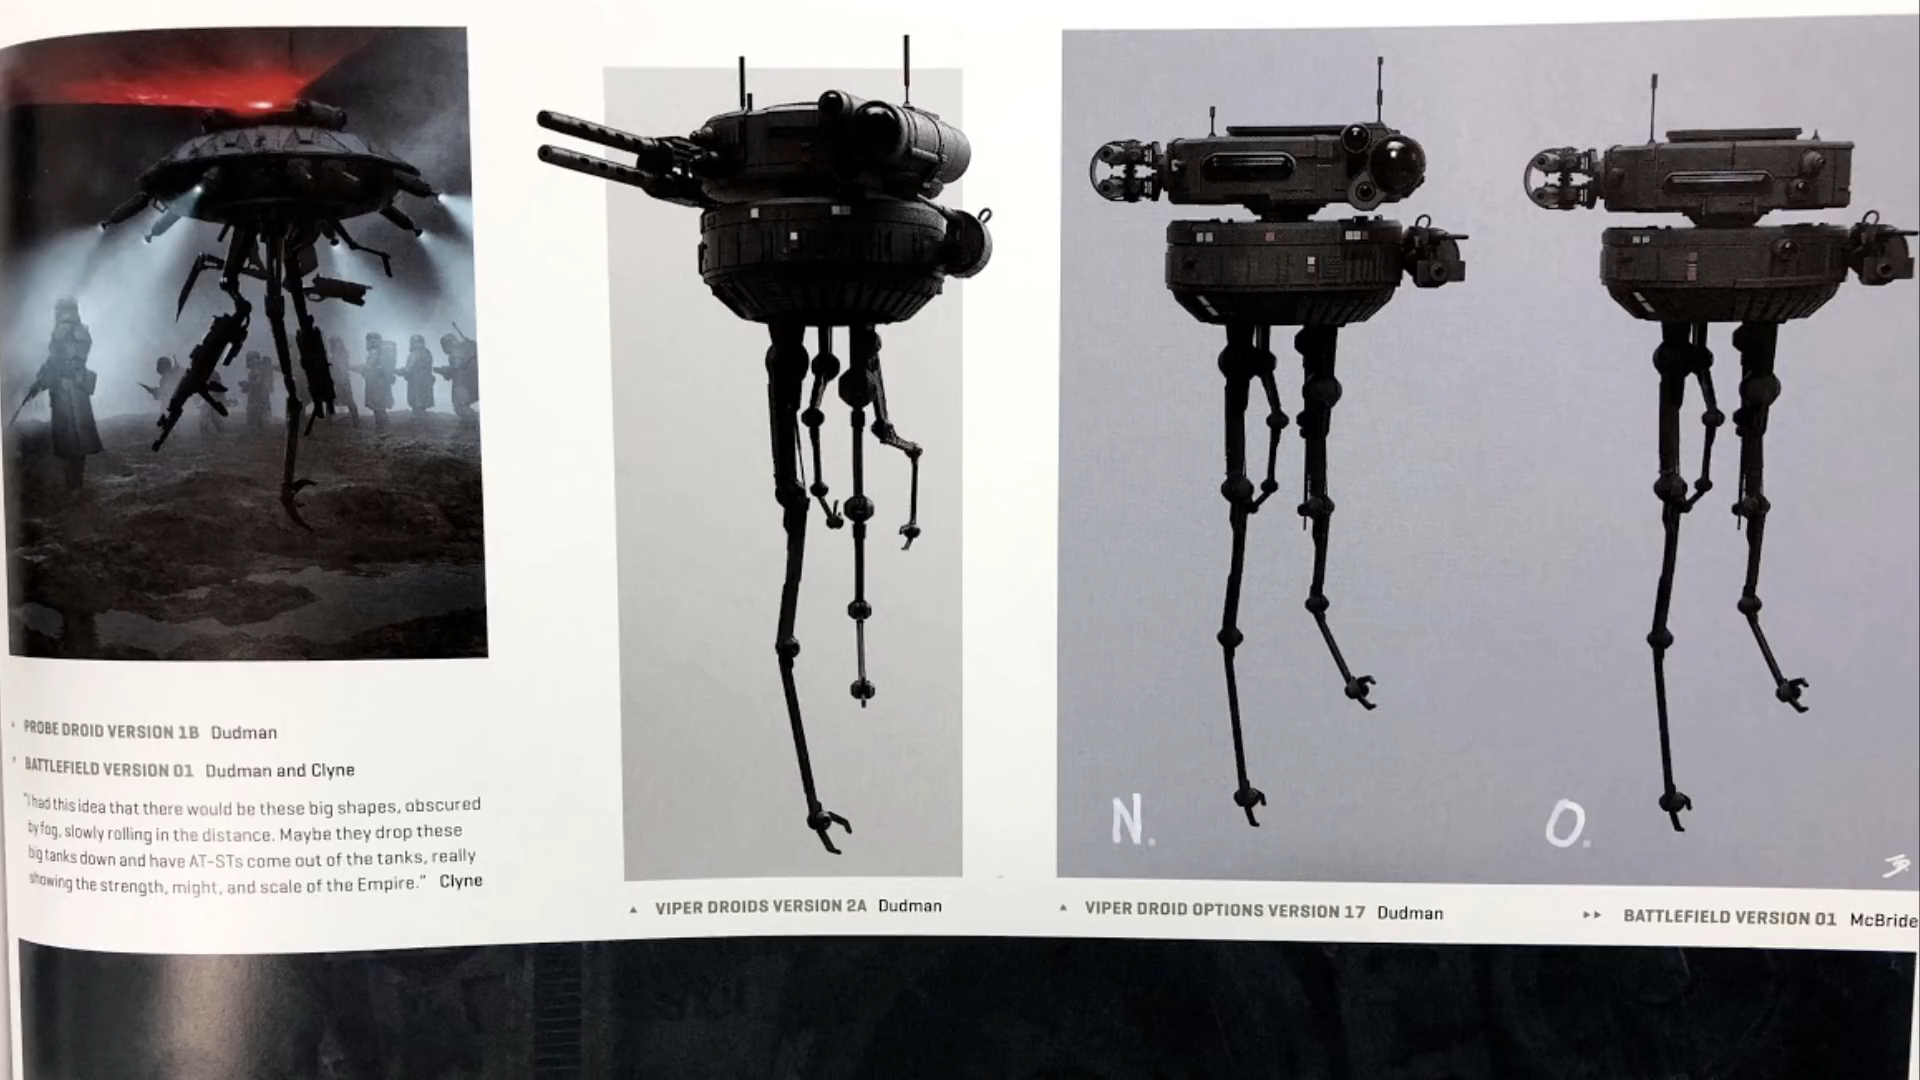 PROBE DROID VERSION 1B Dudman
BATTLEFIELD VERSION 01 Dudman and Clyne
"I had this idea that there would be these big shapes, obscured
by fog, slowly rolling in the distance. Maybe they drop these
big tanks down and have AT-STs come out of the tanks, really
showing the strength, might, and scale of the Empire." Clyne
VIPER DROIDS VERSION 2A Dudman
N.
O.
VIPER DROID OPTIONS VERSION 17 Dudman
BATTLEFIELD VERSION 01 McBride